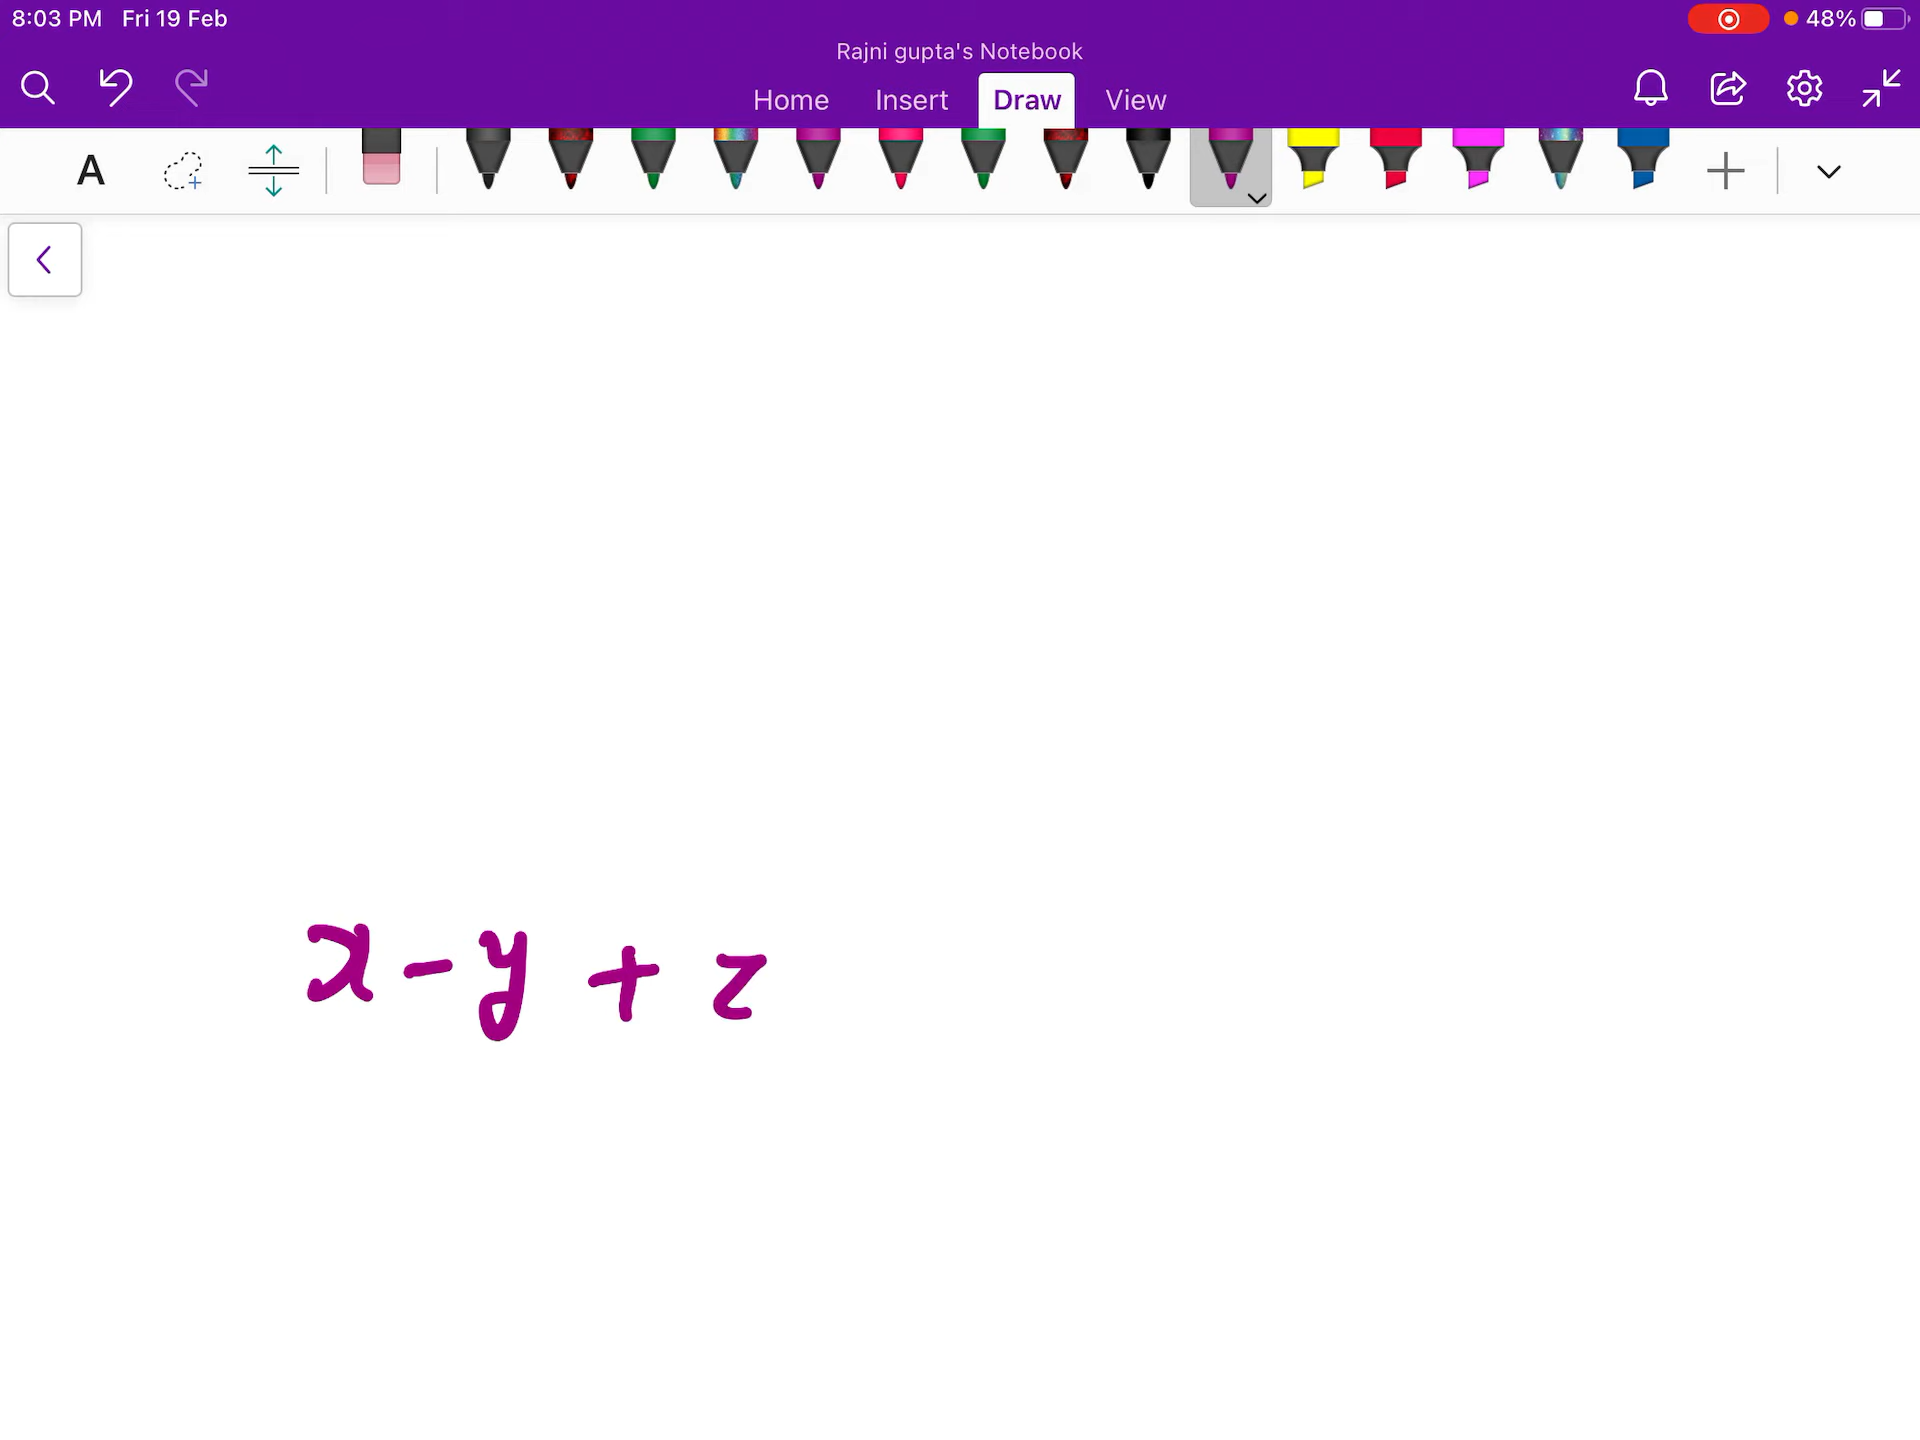 8:03 PM Fri 19 Feb 48%
Rajni gupta's Notebook
Home Insert Draw View
A
x - y + z